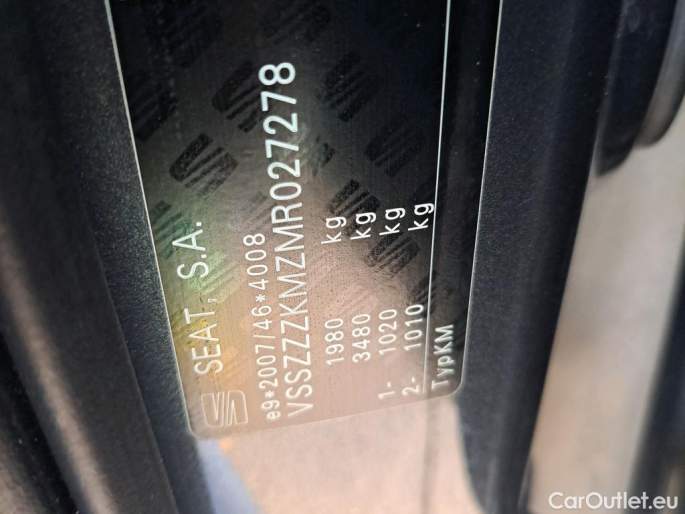 SEAT, S.A.
e9*2007/46*4008
VSSZZZKMZMR027278
1980 kg
3480 kg
1- 1020 kg
2- 1010 kg
TypKM
CarOutlet.eu